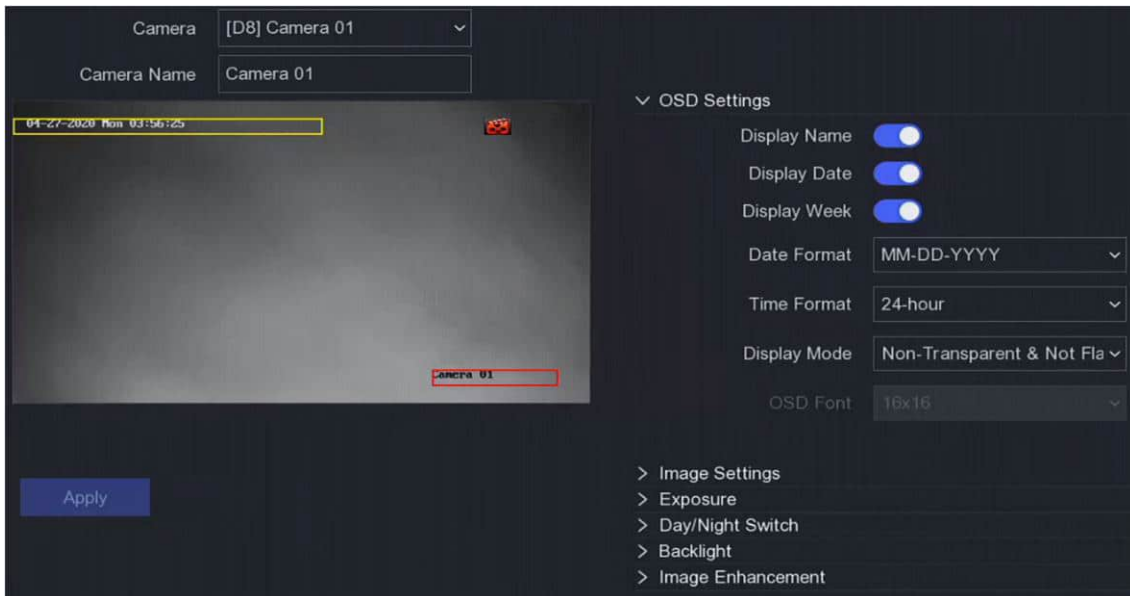 Camera [D8] Camera 01
Camera Name Camera 01
04-27-2020 Mon 03:56:25
Camera 01
Apply
OSD Settings
Display Name
Display Date
Display Week
Date Format MM-DD-YYYY
Time Format 24-hour
Display Mode Non-Transparent & Not Fla
OSD Font 16x16
Image Settings
Exposure
Day/Night Switch
Backlight
Image Enhancement